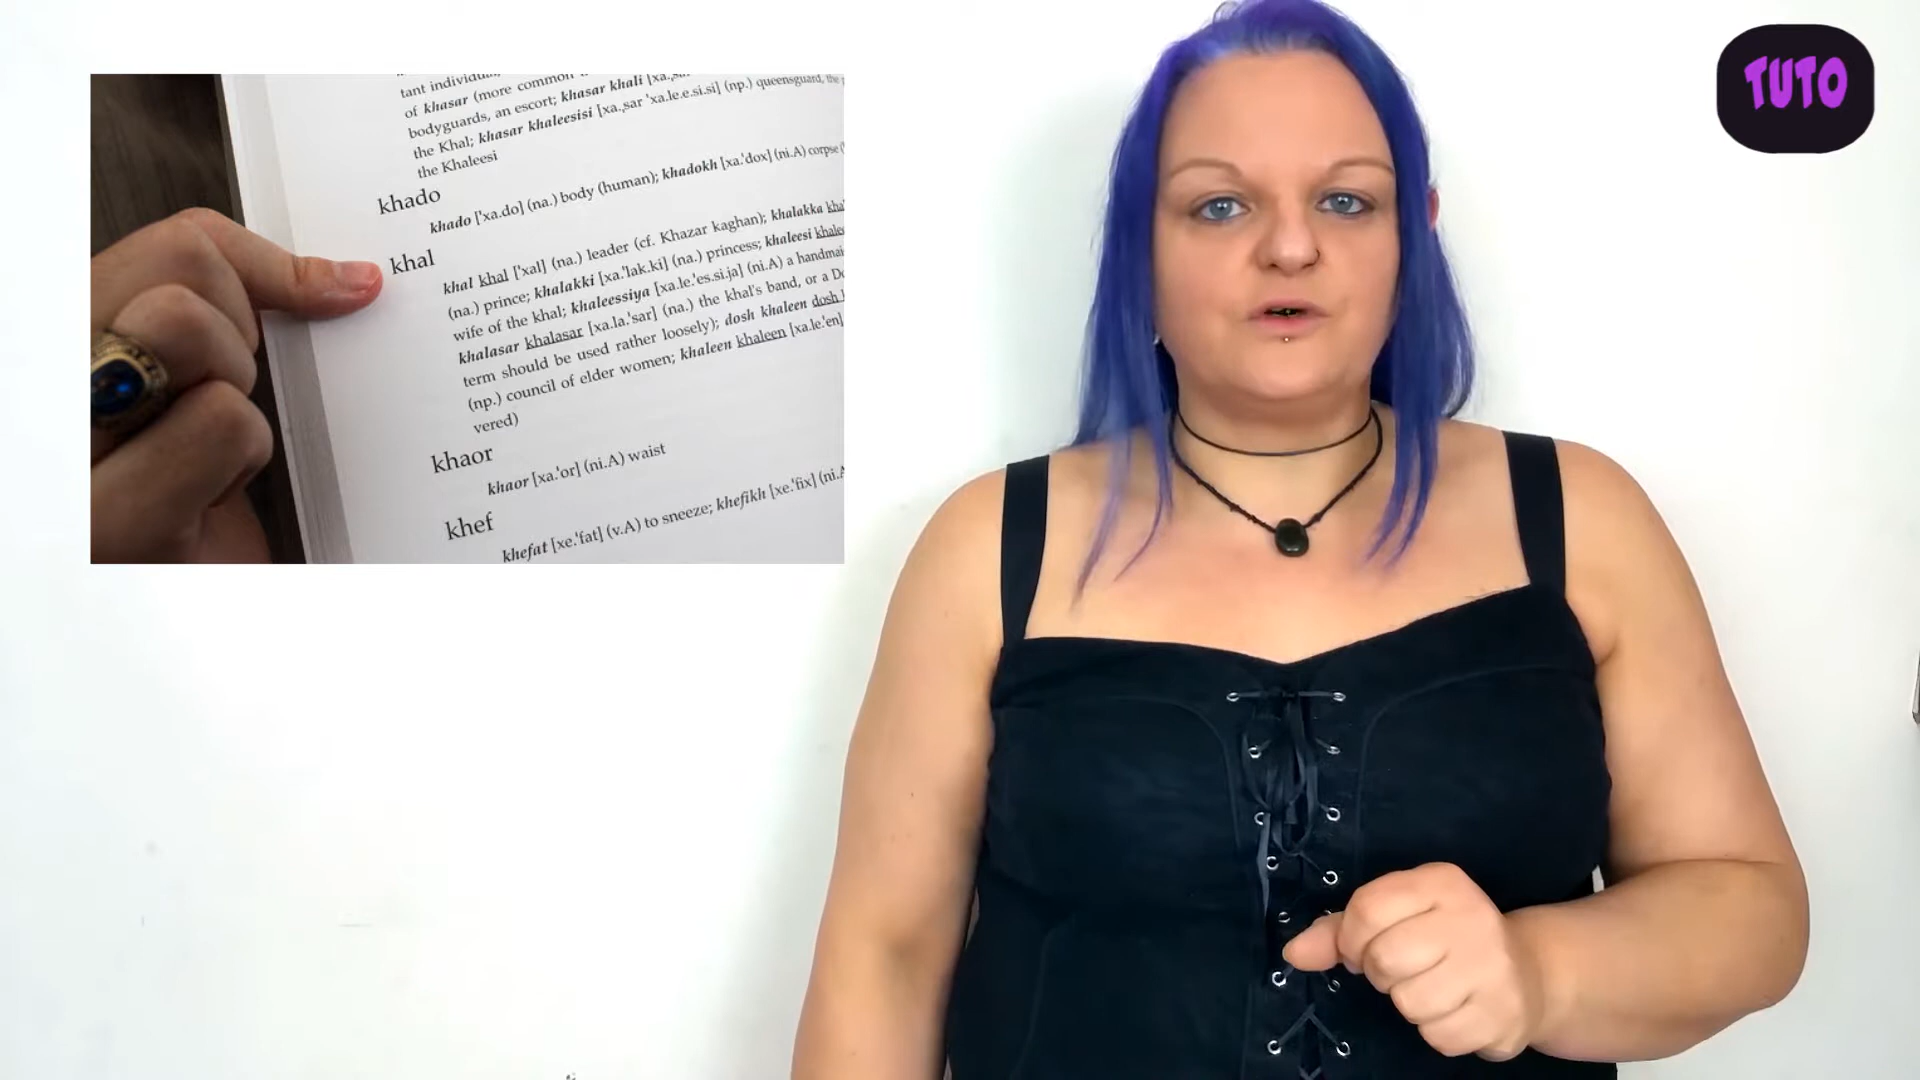 tant individual,
of khasar (more common
bodyguards, an escort; khasar khali
the Khal; khasar khaleesisi [xa.ˌsar ˈxa.le.e.si.si] (np.) queensguard, the
the Khaleesi
khado
khado [ˈxa.do] (na.) body (human); khadokh [xa.ˈdox] (ni.A) corpse
khal
khal khal [ˈxal] (na.) leader (cf. Khazar kaghan); khalakka
(na.) prince; khalakki [xa.ˈlak.ki] (na.) princess; khaleesi
wife of the khal; khaleessiya [xa.le.ˈes.si.ja] (ni.A) a
khalasar khalasar [xa.la.ˈsar] (na.) the khal's band, or a
term should be used rather loosely); dosh khaleen dosh
(np.) council of elder women; khaleen khaleen [xa.le.ˈen]
vered)
khaor
khaor [xa.ˈor] (ni.A) waist
khef
khefat [xe.ˈfat] (v.A) to sneeze; khefikh [xe.ˈfix]
TUTO